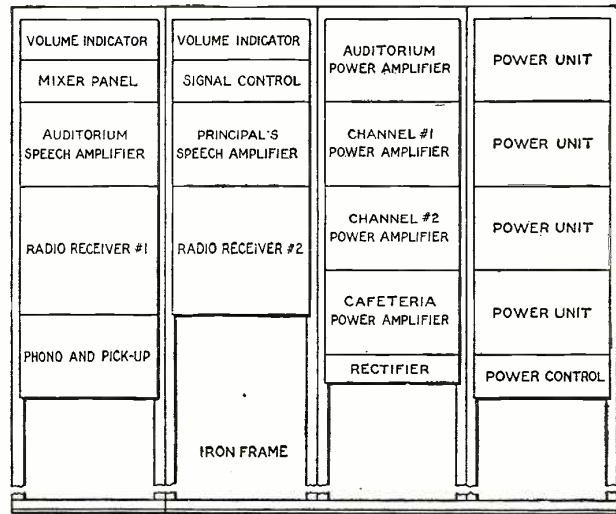 VOLUME INDICATOR
MIXER PANEL
AUDITORIUM
SPEECH AMPLIFIER
RADIO RECEIVER #1
PHONO AND PICK-UP
VOLUME INDICATOR
SIGNAL CONTROL
PRINCIPAL'S
SPEECH AMPLIFIER
RADIO RECEIVER #2
IRON FRAME
AUDITORIUM
POWER AMPLIFIER
CHANNEL #1
POWER AMPLIFIER
CHANNEL #2
POWER AMPLIFIER
CAFETERIA
POWER AMPLIFIER
RECTIFIER
POWER UNIT
POWER UNIT
POWER UNIT
POWER UNIT
POWER CONTROL